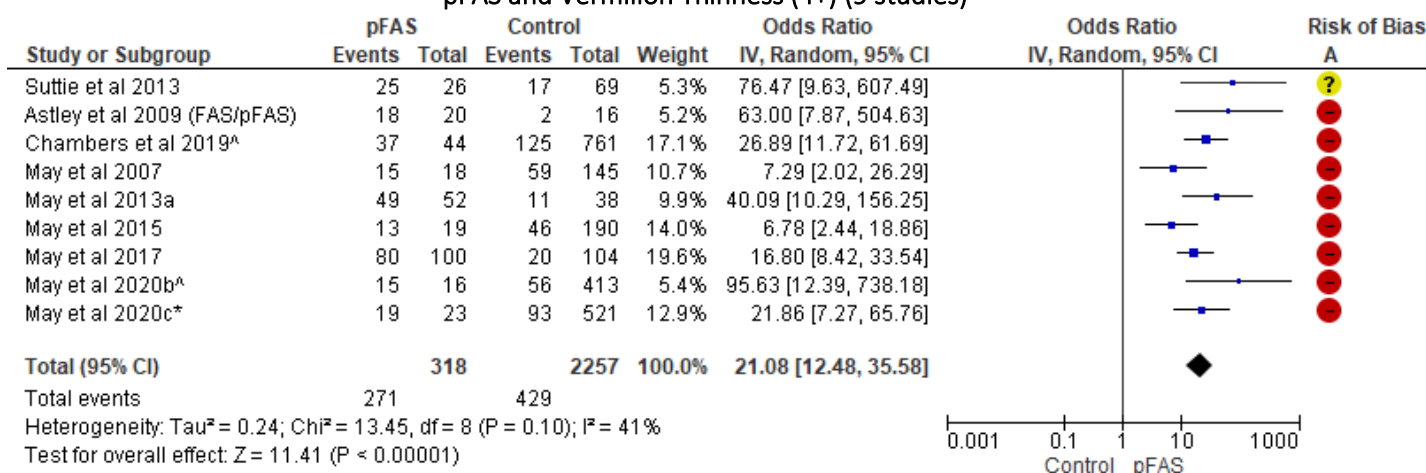 pFAS and Vermilion Thinness (4+) (9 studies)
pFAS Control Odds Ratio Odds Ratio Risk of Bias
Study or Subgroup Events Total Events Total Weight IV, Random, 95% CI IV, Random, 95% CI A
Suttie et al 2013 25 26 17 69 5.3% 76.47 [9.63, 607.49] ?
Astley et al 2009 (FAS/pFAS) 18 20 2 16 5.2% 63.00 [7.87, 504.63] -
Chambers et al 2019^ 37 44 125 761 17.1% 26.89 [11.72, 61.69] -
May et al 2007 15 18 59 145 10.7% 7.29 [2.02, 26.29] -
May et al 2013a 49 52 11 38 9.9% 40.09 [10.29, 156.25] -
May et al 2015 13 19 46 190 14.0% 6.78 [2.44, 18.86] -
May et al 2017 80 100 20 104 19.6% 16.80 [8.42, 33.54] -
May et al 2020b^ 15 16 56 413 5.4% 95.63 [12.39, 738.18] -
May et al 2020c* 19 23 93 521 12.9% 21.86 [7.27, 65.76] -
Total (95% CI) 318 2257 100.0% 21.08 [12.48, 35.58]
Total events 271 429
Heterogeneity: Tau² = 0.24; Chi² = 13.45, df = 8 (P = 0.10); I² = 41%
Test for overall effect: Z = 11.41 (P < 0.00001)
0.001 0.1 1 10 1000
Control pFAS